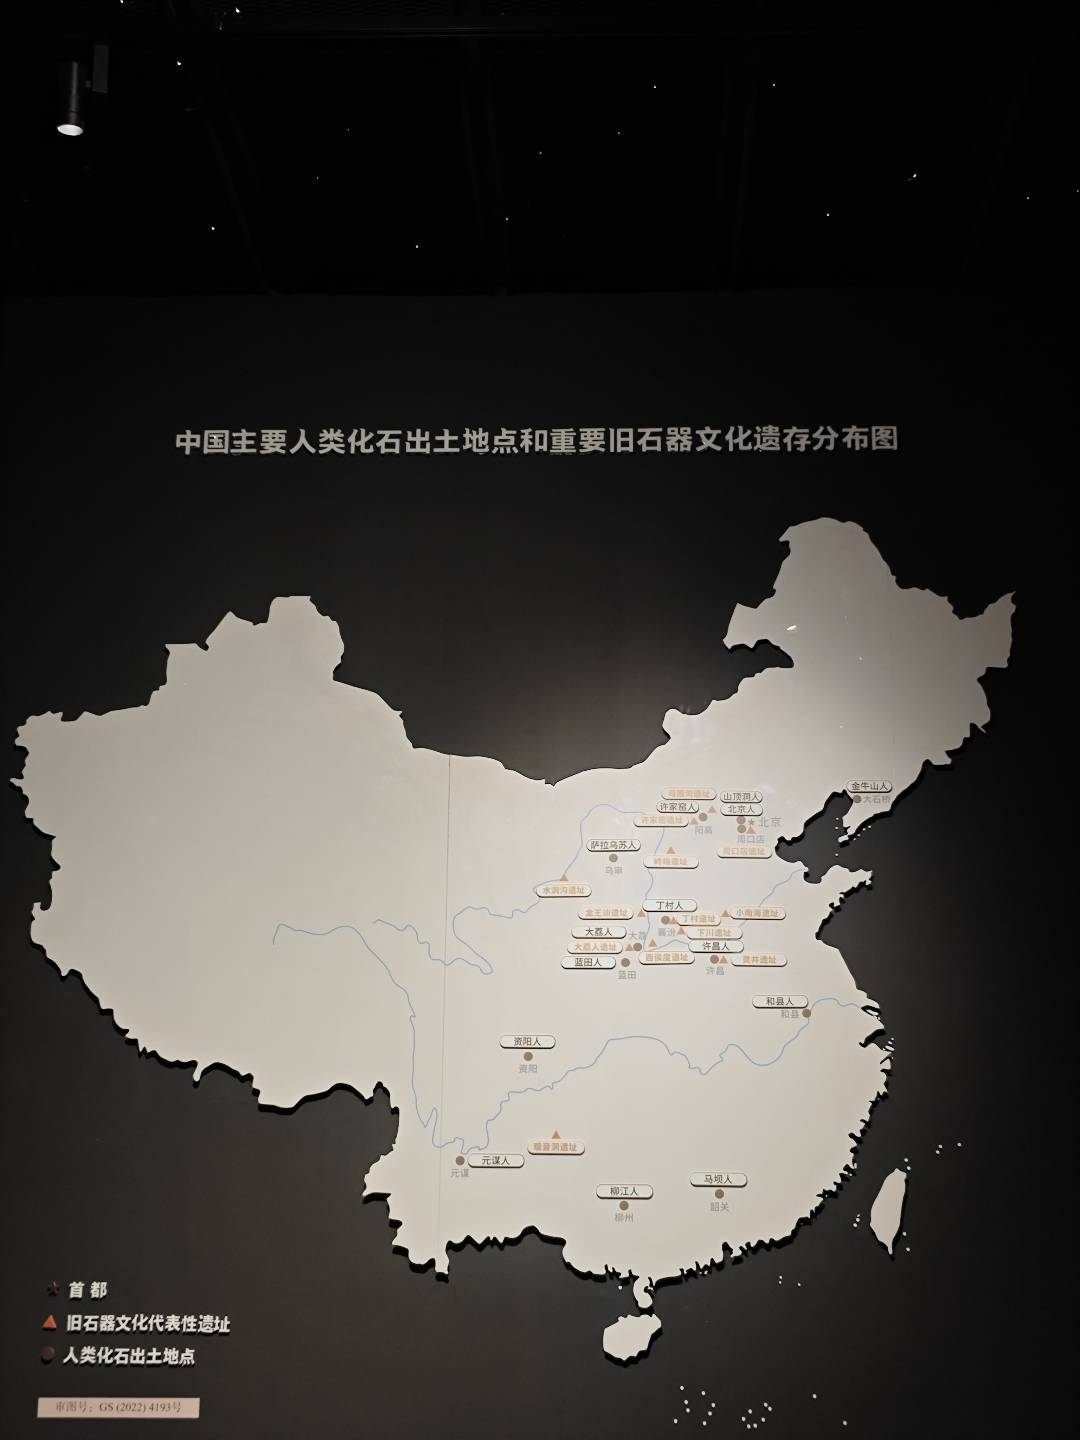 中国主要人类化石出土地点和重要旧石器文化遗存分布图
金牛山人
大石桥
马圈沟遗址
山顶洞人
许家窑人
北京人
许家窑遗址
阳高
北京
周口店
周口店遗址
萨拉乌苏人
乌审
峙峪遗址
水洞沟遗址
丁村人
龙王辿遗址
丁村遗址
小南海遗址
襄汾
下川遗址
大荔人
大荔
大荔人遗址
许昌人
蓝田人
西侯度遗址
灵井遗址
蓝田
许昌
和县人
和县
资阳人
资阳
观音洞遗址
元谋人
元谋
马坝人
韶关
柳江人
柳州
首都
旧石器文化代表性遗址
人类化石出土地点
审图号：GS (2022) 4193号